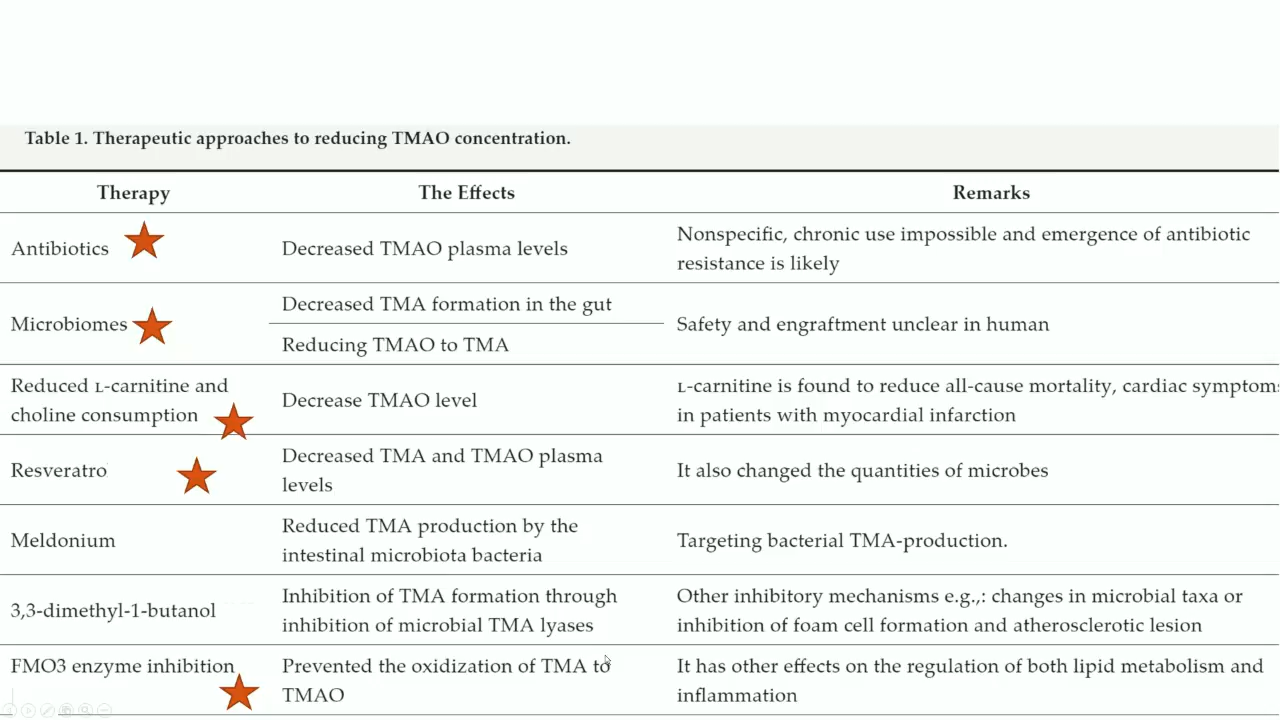 Table 1. Therapeutic approaches to reducing TMAO concentration.
Therapy The Effects Remarks
Antibiotics
Decreased TMAO plasma levels
Nonspecific, chronic use impossible and emergence of antibiotic
resistance is likely
Microbiomes
Decreased TMA formation in the gut
Reducing TMAO to TMA
Safety and engraftment unclear in human
Reduced L-carnitine and
choline consumption
Decrease TMAO level
L-carnitine is found to reduce all-cause mortality, cardiac symptoms
in patients with myocardial infarction
Resveratro
Decreased TMA and TMAO plasma
levels
It also changed the quantities of microbes
Meldonium
Reduced TMA production by the
intestinal microbiota bacteria
Targeting bacterial TMA-production.
3,3-dimethyl-1-butanol
Inhibition of TMA formation through
inhibition of microbial TMA lyases
Other inhibitory mechanisms e.g.,: changes in microbial taxa or
inhibition of foam cell formation and atherosclerotic lesion
FMO3 enzyme inhibition
Prevented the oxidization of TMA to
TMAO
It has other effects on the regulation of both lipid metabolism and
inflammation